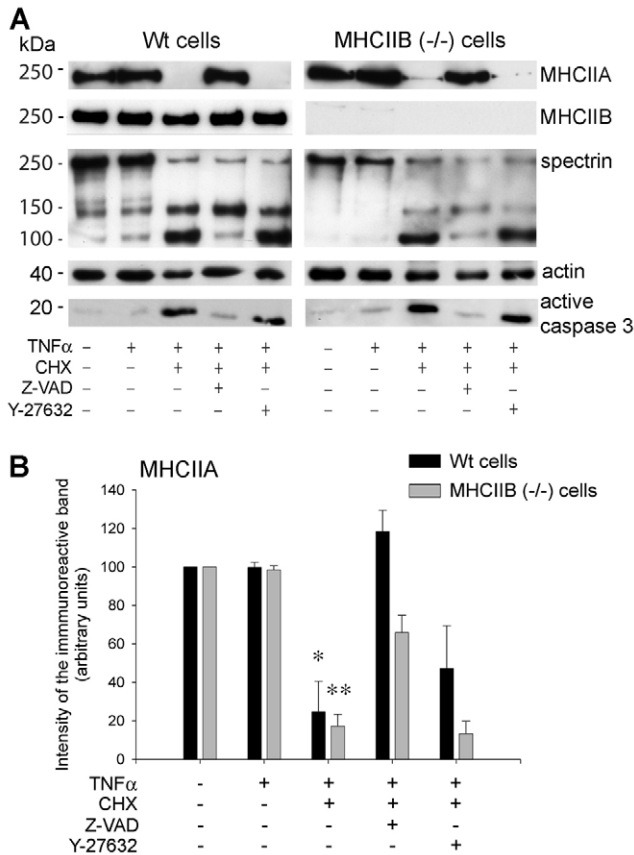 A
kDa
Wt cells
MHCIIB (-/-) cells
250 -
MHCIIA
250 -
MHCIIB
250 -
spectrin
150 -
100 -
40 -
actin
20 -
active
caspase 3
TNFα – + + + + – + + + +
CHX – – + + + – – + + +
Z-VAD – – – + – – – – + –
Y-27632 – – – – + – – – – +
B
MHCIIA
Wt cells
MHCIIB (-/-) cells
Intensity of the immmunoreactive band
(arbitrary units)
140
120
100
80
60
40
20
0
*
**
TNFα - + + + +
CHX - - + + +
Z-VAD - - - + -
Y-27632 - - - - +